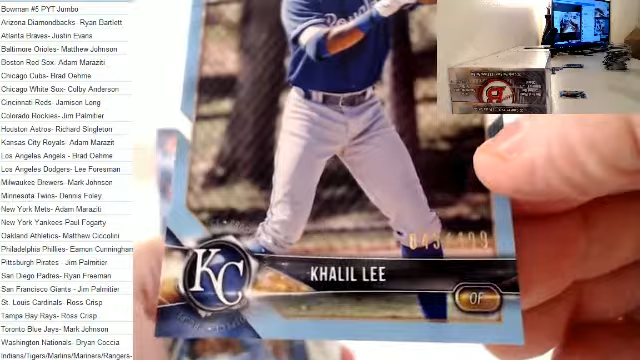 Bowman #5 PYT Jumbo
Arizona Diamondbacks- Ryan Bartlett
Atlanta Braves- Justin Evans
Baltimore Orioles- Matthew Johnson
Boston Red Sox- Adam Maraziti
Chicago Cubs- Brad Oehme
Chicago White Sox- Colby Anderson
Cincinnati Reds- Jamison Long
Colorado Rockies- Jim Palmitier
Houston Astros- Richard Singleton
Kansas City Royals- Adam Marazit
Los Angeles Angels - Brad Oehme
Los Angeles Dodgers- Lee Foresman
Milwaukee Brewers- Mark Johnson
Minnesota Twins- Dennis Foley
New York Mets- Adam Maraziti
New York Yankees-Paul Fogarty
Oakland Athletics- Matthew Ciccolini
Philadelphia Phillies- Eamon Cunningham
Pittsburgh Pirates - Jim Palmitier
San Diego Padres- Ryan Freeman
San Francisco Giants - Jim Palmitier
St. Louis Cardinals- Ross Crisp
Tampa Bay Rays- Ross Crisp
Toronto Blue Jays- Mark Johnson
Washington Nationals- Bryan Coccia
Indians/Tigers/Marlins/Mariners/Rangers-
KC
KHALIL LEE
OF